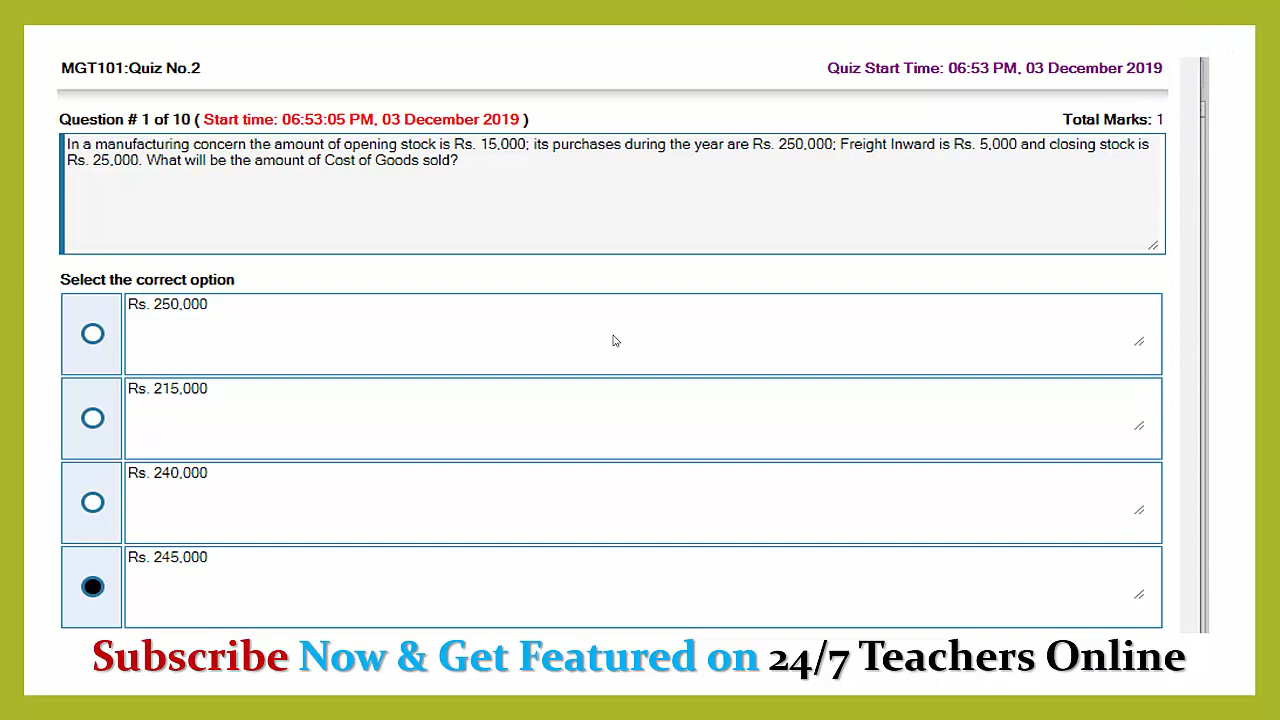 MGT101:Quiz No.2
Quiz Start Time: 06:53 PM, 03 December 2019
Question # 1 of 10 ( Start time: 06:53:05 PM, 03 December 2019 )
Total Marks: 1
In a manufacturing concern the amount of opening stock is Rs. 15,000; its purchases during the year are Rs. 250,000; Freight Inward is Rs. 5,000 and closing stock is
Rs. 25,000. What will be the amount of Cost of Goods sold?
Select the correct option
Rs. 250,000
Rs. 215,000
Rs. 240,000
Rs. 245,000
Subscribe Now & Get Featured on 24/7 Teachers Online